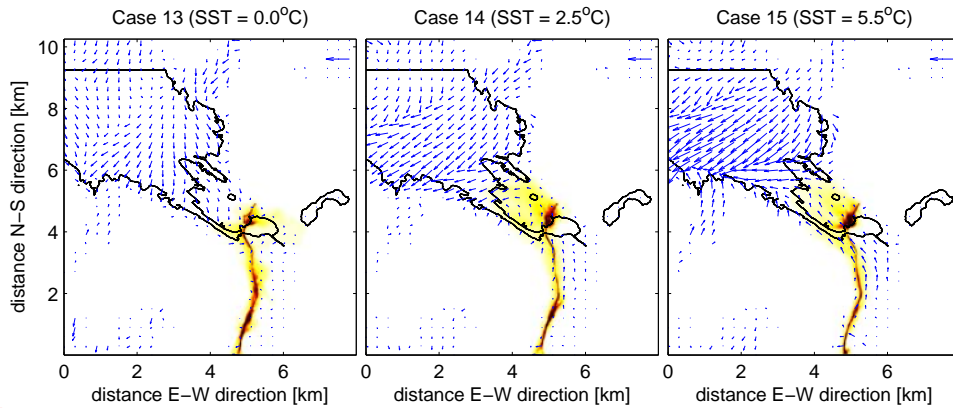 Case 13 (SST = 0.0°C) Case 14 (SST = 2.5°C) Case 15 (SST = 5.5°C)
distance N−S direction [km]
10
8
6
4
2
0 2 4 6 0 2 4 6 0 2 4 6
distance E−W direction [km] distance E−W direction [km] distance E−W direction [km]